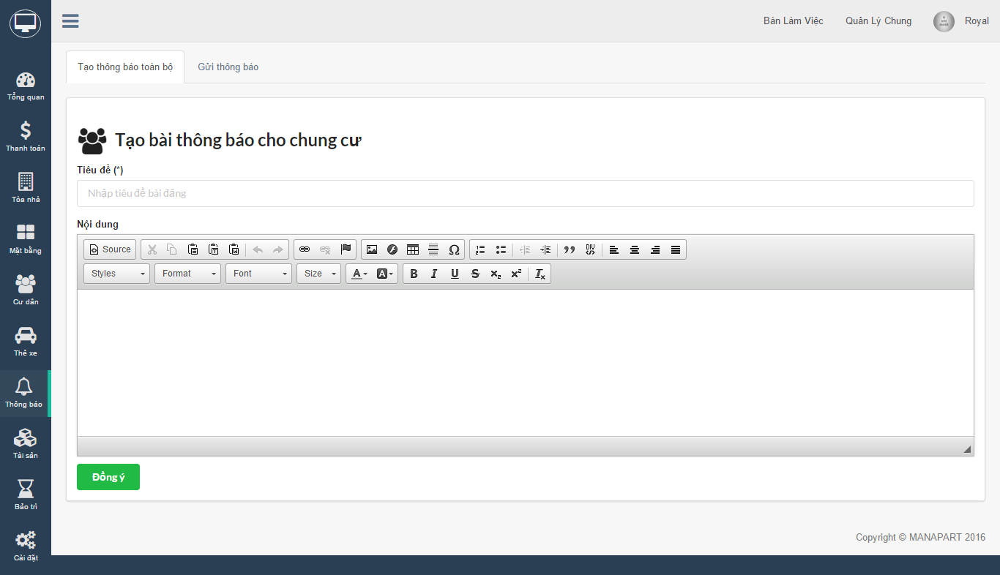 Bàn Làm Việc Quản Lý Chung Royal
Tổng quan
Thanh toán
Tòa nhà
Mặt bằng
Cư dân
Thẻ xe
Thông báo
Tài sản
Bảo trì
Cài đặt
Tạo thông báo toàn bộ Gửi thông báo
Tạo bài thông báo cho chung cư
Tiêu đề (*)
Nhập tiêu đề bài đăng
Nội dung
Source
Styles Format Font Size
Đồng ý
Copyright © MANAPART 2016